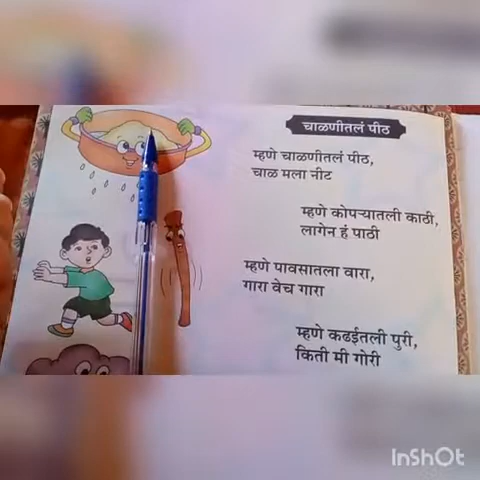 चाळणीतलं पीठ
म्हणे चाळणीतलं पीठ,
चाळ मला नीट
म्हणे कोपऱ्यातली काठी,
लागेन हं पाठी
म्हणे पावसातला वारा,
गारा वेच गारा
म्हणे कढईतली पुरी,
किती मी गोरी
InShOt